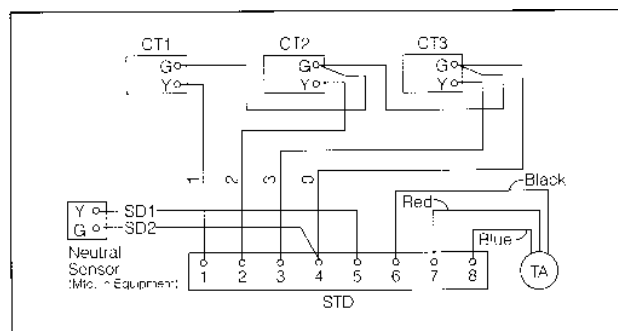 CT1 CT2 CT3
G G G
Y Y Y
1 2 3
Black
Red
Y SD1
G SD2
Blue
Neutral
Sensor
Equipment)
1 2 3 4 5 6 7 8
TA
STD